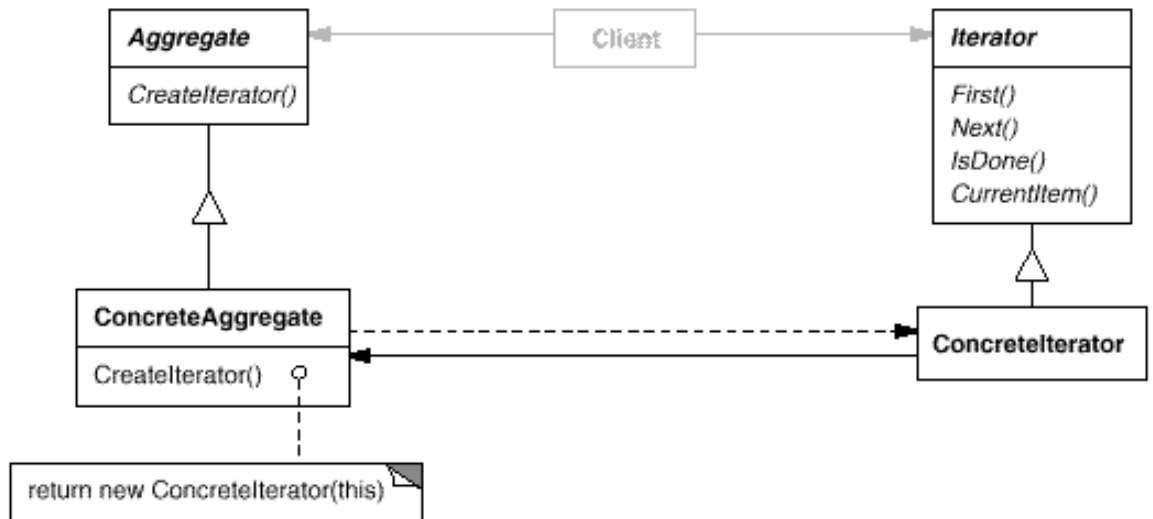 Aggregate
CreateIterator()
Client
Iterator
First()
Next()
IsDone()
CurrentItem()
ConcreteAggregate
CreateIterator()
ConcreteIterator
return new ConcreteIterator(this)